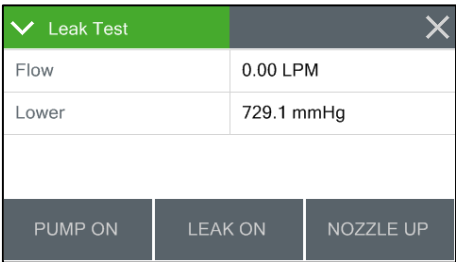 Leak Test
Flow 0.00 LPM
Lower 729.1 mmHg
PUMP ON LEAK ON NOZZLE UP